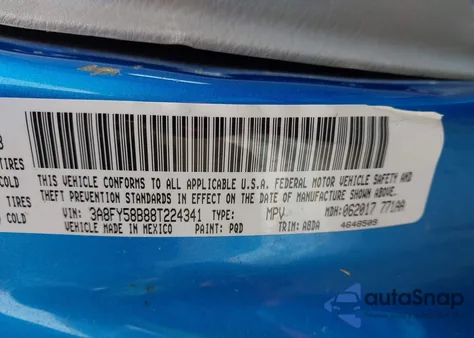 TIRES
COLD
TIRES
COLD
THIS VEHICLE CONFORMS TO ALL APPLICABLE U.S.A. FEDERAL MOTOR VEHICLE SAFETY AND
THEFT PREVENTION STANDARDS IN EFFECT ON THE DATE OF MANUFACTURE SHOWN ABOVE.
VIN: 3A8FY58B88T224341 TYPE: MPV MDH: 062017 771AA
VEHICLE MADE IN MEXICO PAINT: PQD TRIM: A8DA 4648509
autoSnap